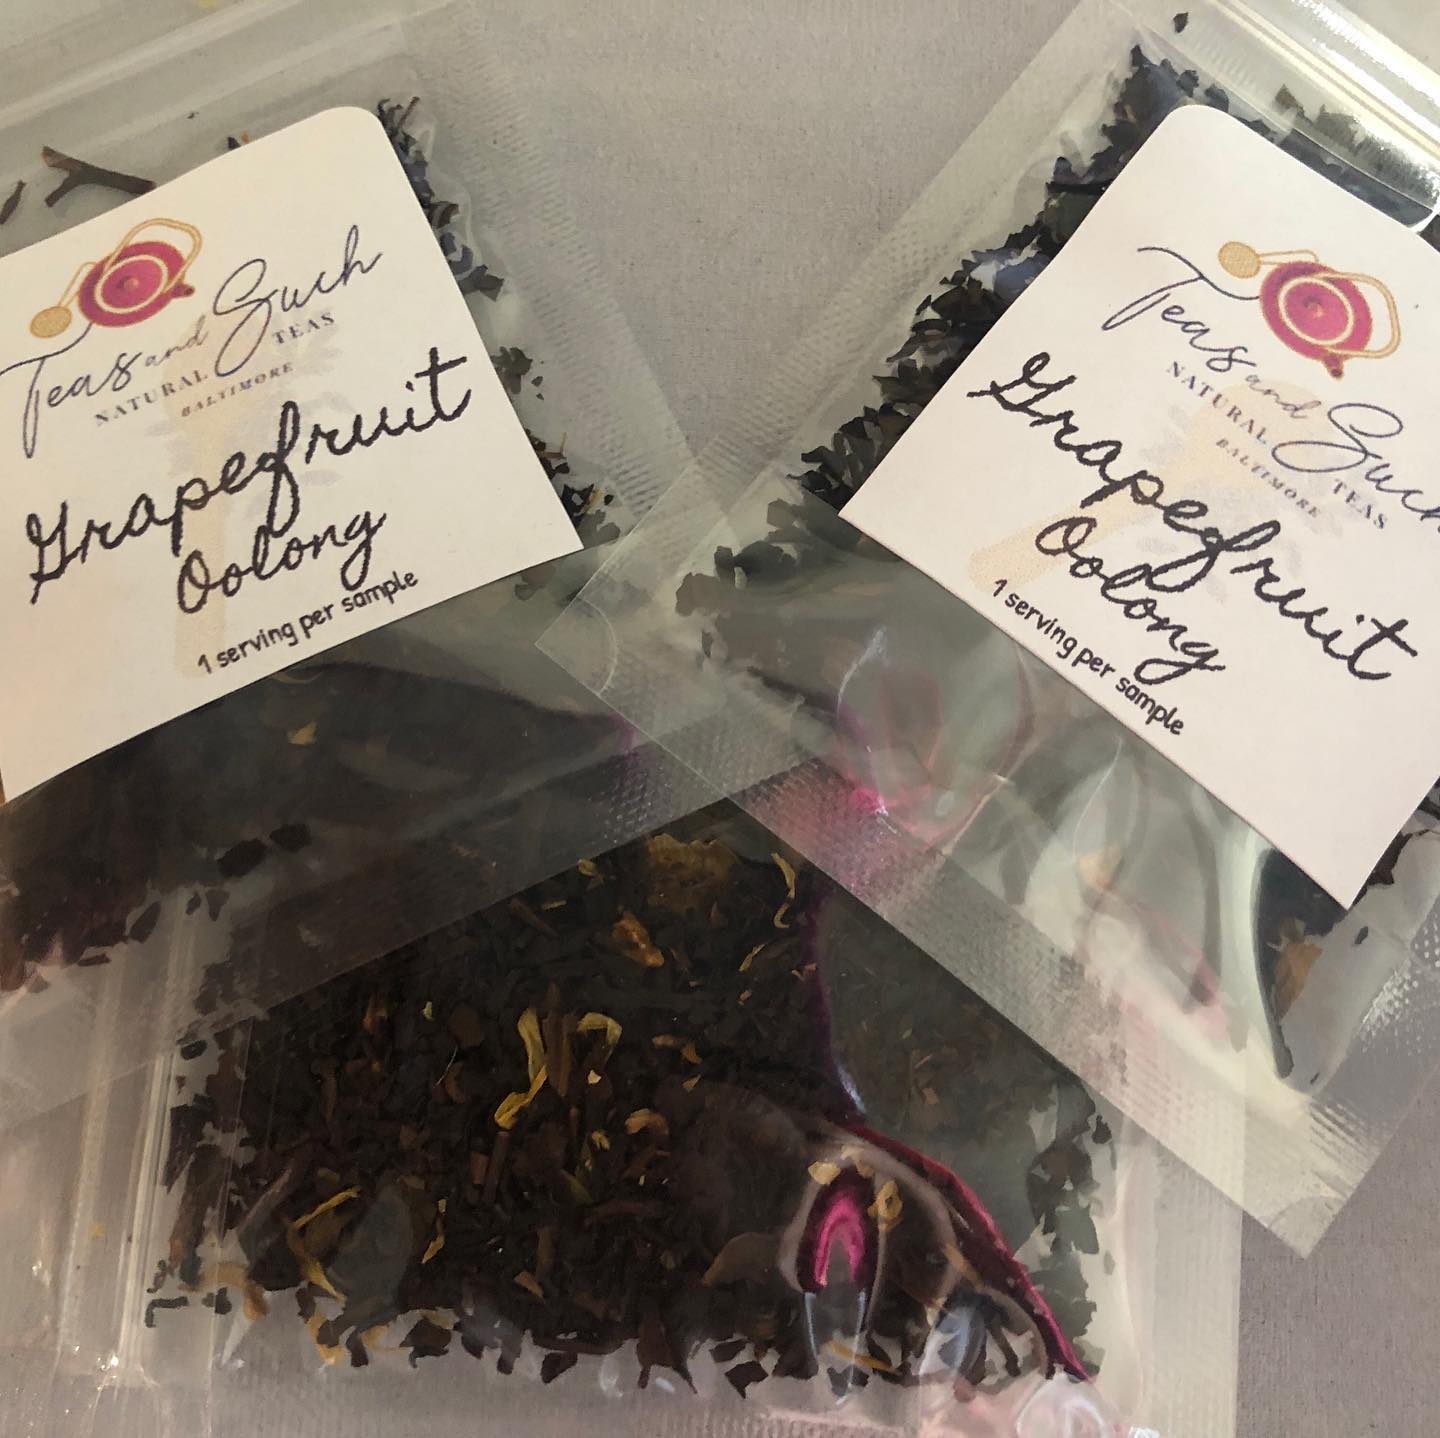 Teas and Such
NATURAL TEAS
BALTIMORE
Grapefruit
Oolong
1 serving per sample
Teas and Such
NATURAL TEAS
BALTIMORE
Grapefruit
Oolong
1 serving per sample